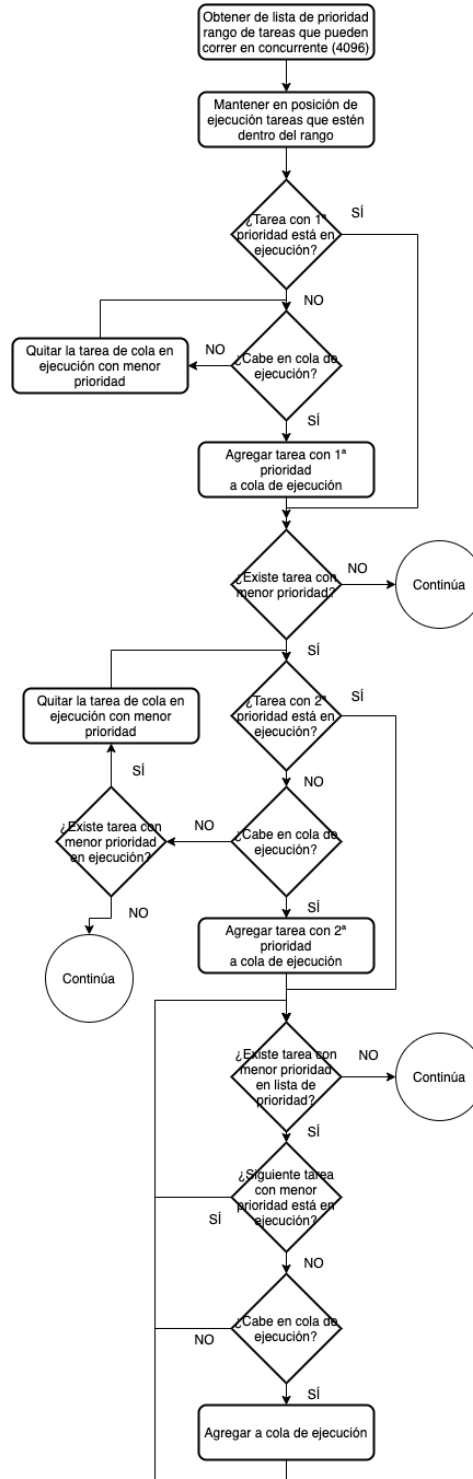 Obtener de lista de prioridad
rango de tareas que pueden
correr en concurrente (4096)
Mantener en posición de
ejecución tareas que estén
dentro del rango
¿Tarea con 1ª
prioridad está en
ejecución?
SÍ
NO
Quitar la tarea de cola en
ejecución con menor
prioridad
NO
¿Cabe en cola de
ejecución?
SÍ
Agregar tarea con 1ª
prioridad
a cola de ejecución
¿Existe tarea con
menor prioridad?
NO
Continúa
SÍ
Quitar la tarea de cola en
ejecución con menor
prioridad
¿Tarea con 2ª
prioridad está en
ejecución?
SÍ
SÍ
NO
¿Existe tarea con
menor prioridad
en ejecución?
NO
¿Cabe en cola de
ejecución?
NO
SÍ
Continúa
Agregar tarea con 2ª
prioridad
a cola de ejecución
¿Existe tarea con
menor prioridad
en lista de
prioridad?
NO
Continúa
SÍ
¿Siguiente tarea
con menor
prioridad está en
ejecución?
SÍ
NO
¿Cabe en cola de
ejecución?
NO
SÍ
Agregar a cola de ejecución